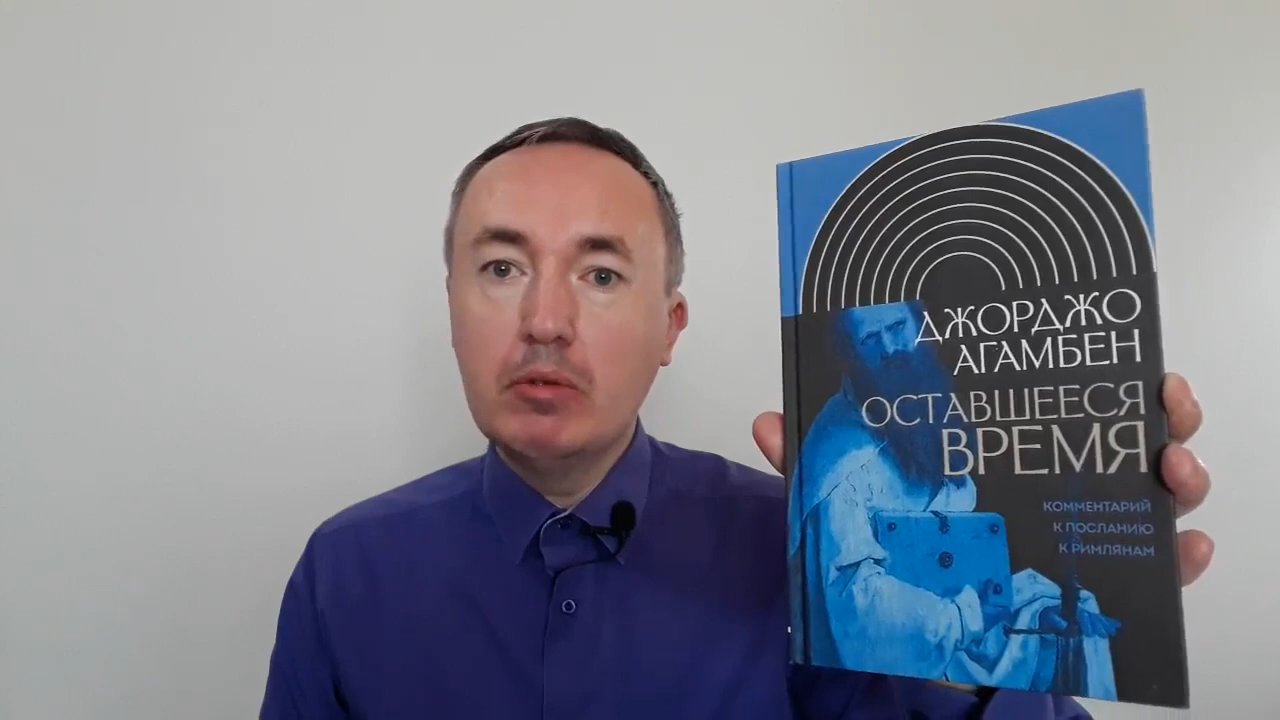 ДЖОРДЖО
АГАМБЕН
ОСТАВШЕЕСЯ
ВРЕМЯ
КОММЕНТАРИЙ
К ПОСЛАНИЮ
К РИМЛЯНАМ